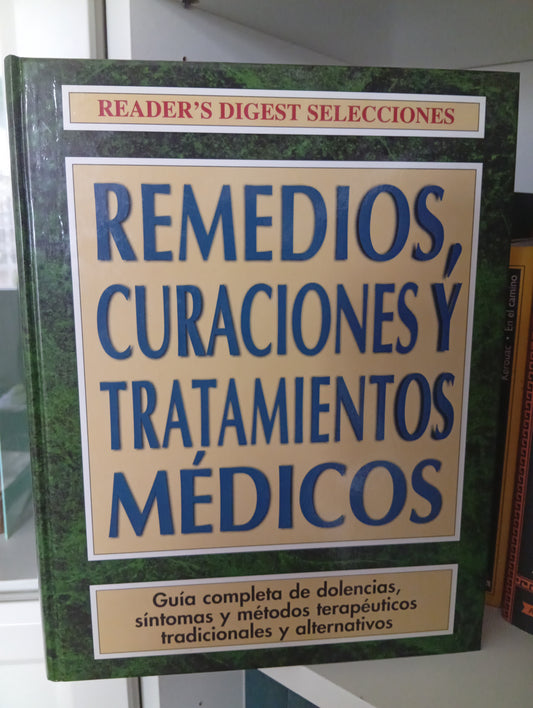 READER'S DIGEST SELECCIONES
REMEDIOS,
CURACIONES Y
TRATAMIENTOS
MÉDICOS
Guía completa de dolencias,
síntomas y métodos terapéuticos
tradicionales y alternativos
Kerouac • En el camino